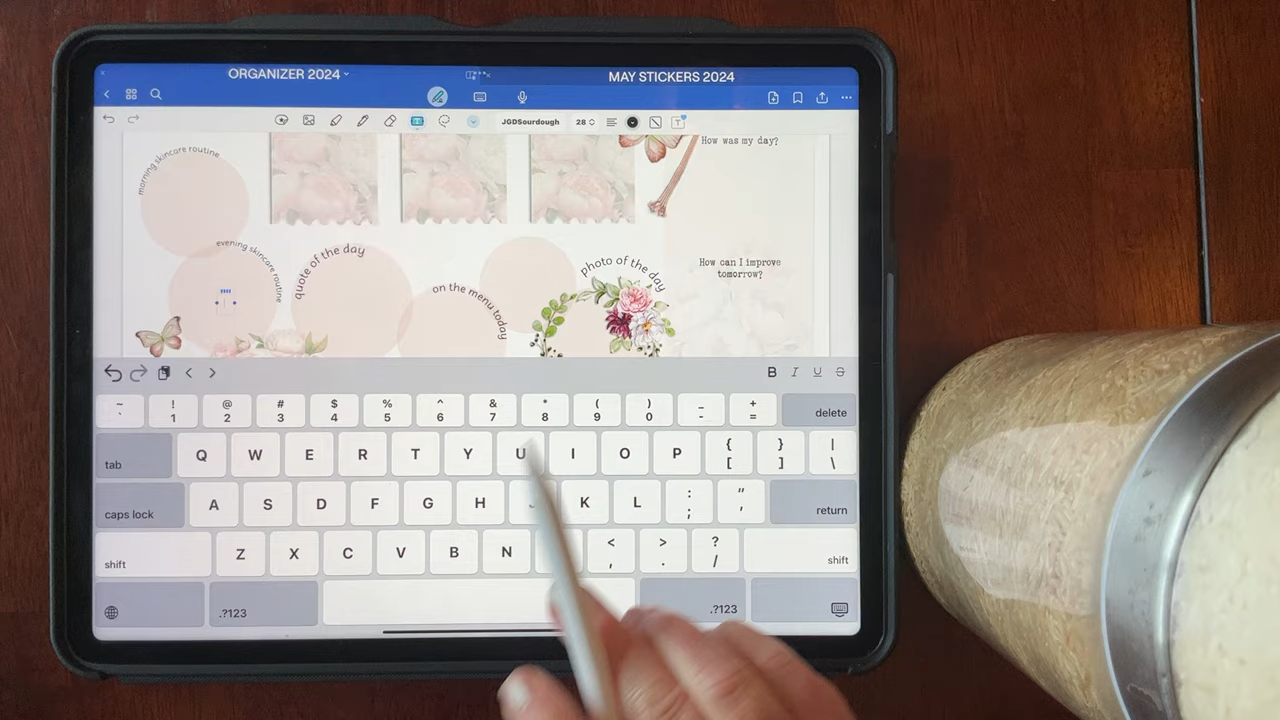 ORGANIZER 2024
MAY STICKERS 2024
JGDSourdough 28
morning skincare routine
How was my day?
evening skincare routine
quote of the day
on the menu today
photo of the day
How can I improve
tomorrow?
B I U S
~ ! @ # $ % ^ & * ( ) _ +
` 1 2 3 4 5 6 7 8 9 0 - = delete
tab Q W E R T Y U I O P { [ } ] | \
caps lock A S D F G H J K L : ; " ' return
shift Z X C V B N < , > . ? / shift
.?123 .?123